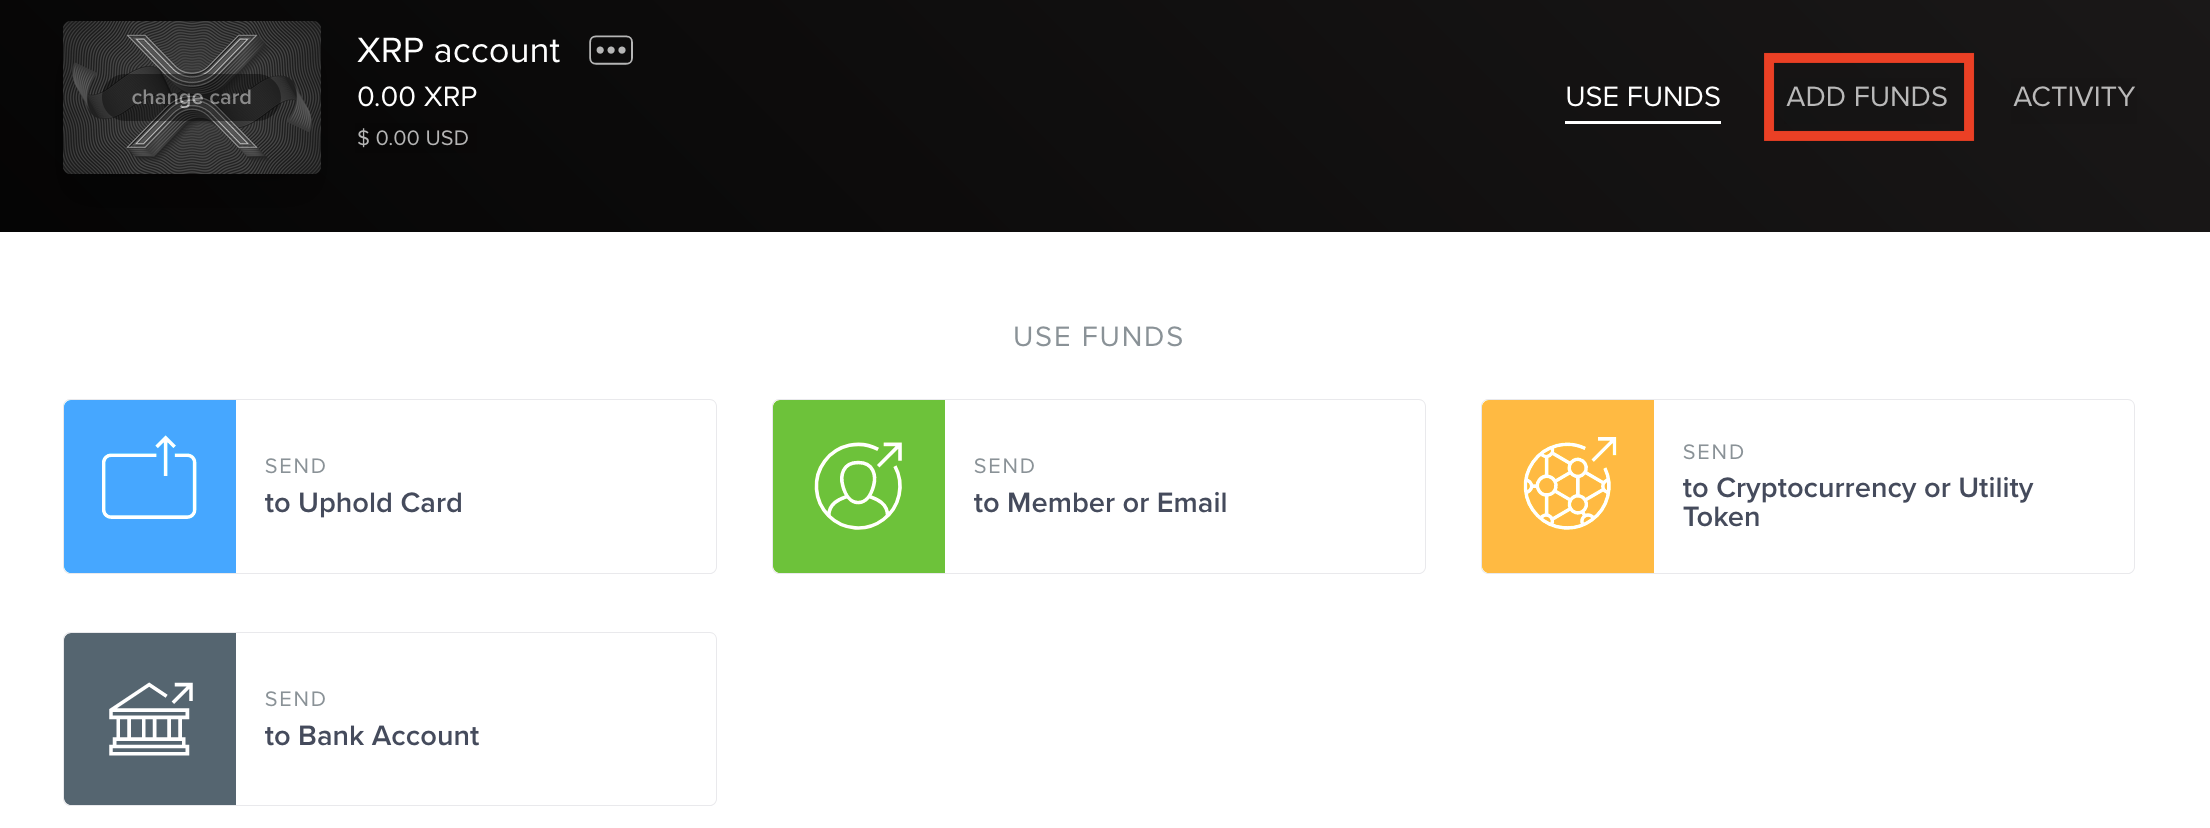 change card
XRP account
0.00 XRP
$ 0.00 USD
USE FUNDS
ADD FUNDS
ACTIVITY
USE FUNDS
SEND
to Uphold Card
SEND
to Member or Email
SEND
to Cryptocurrency or Utility
Token
SEND
to Bank Account